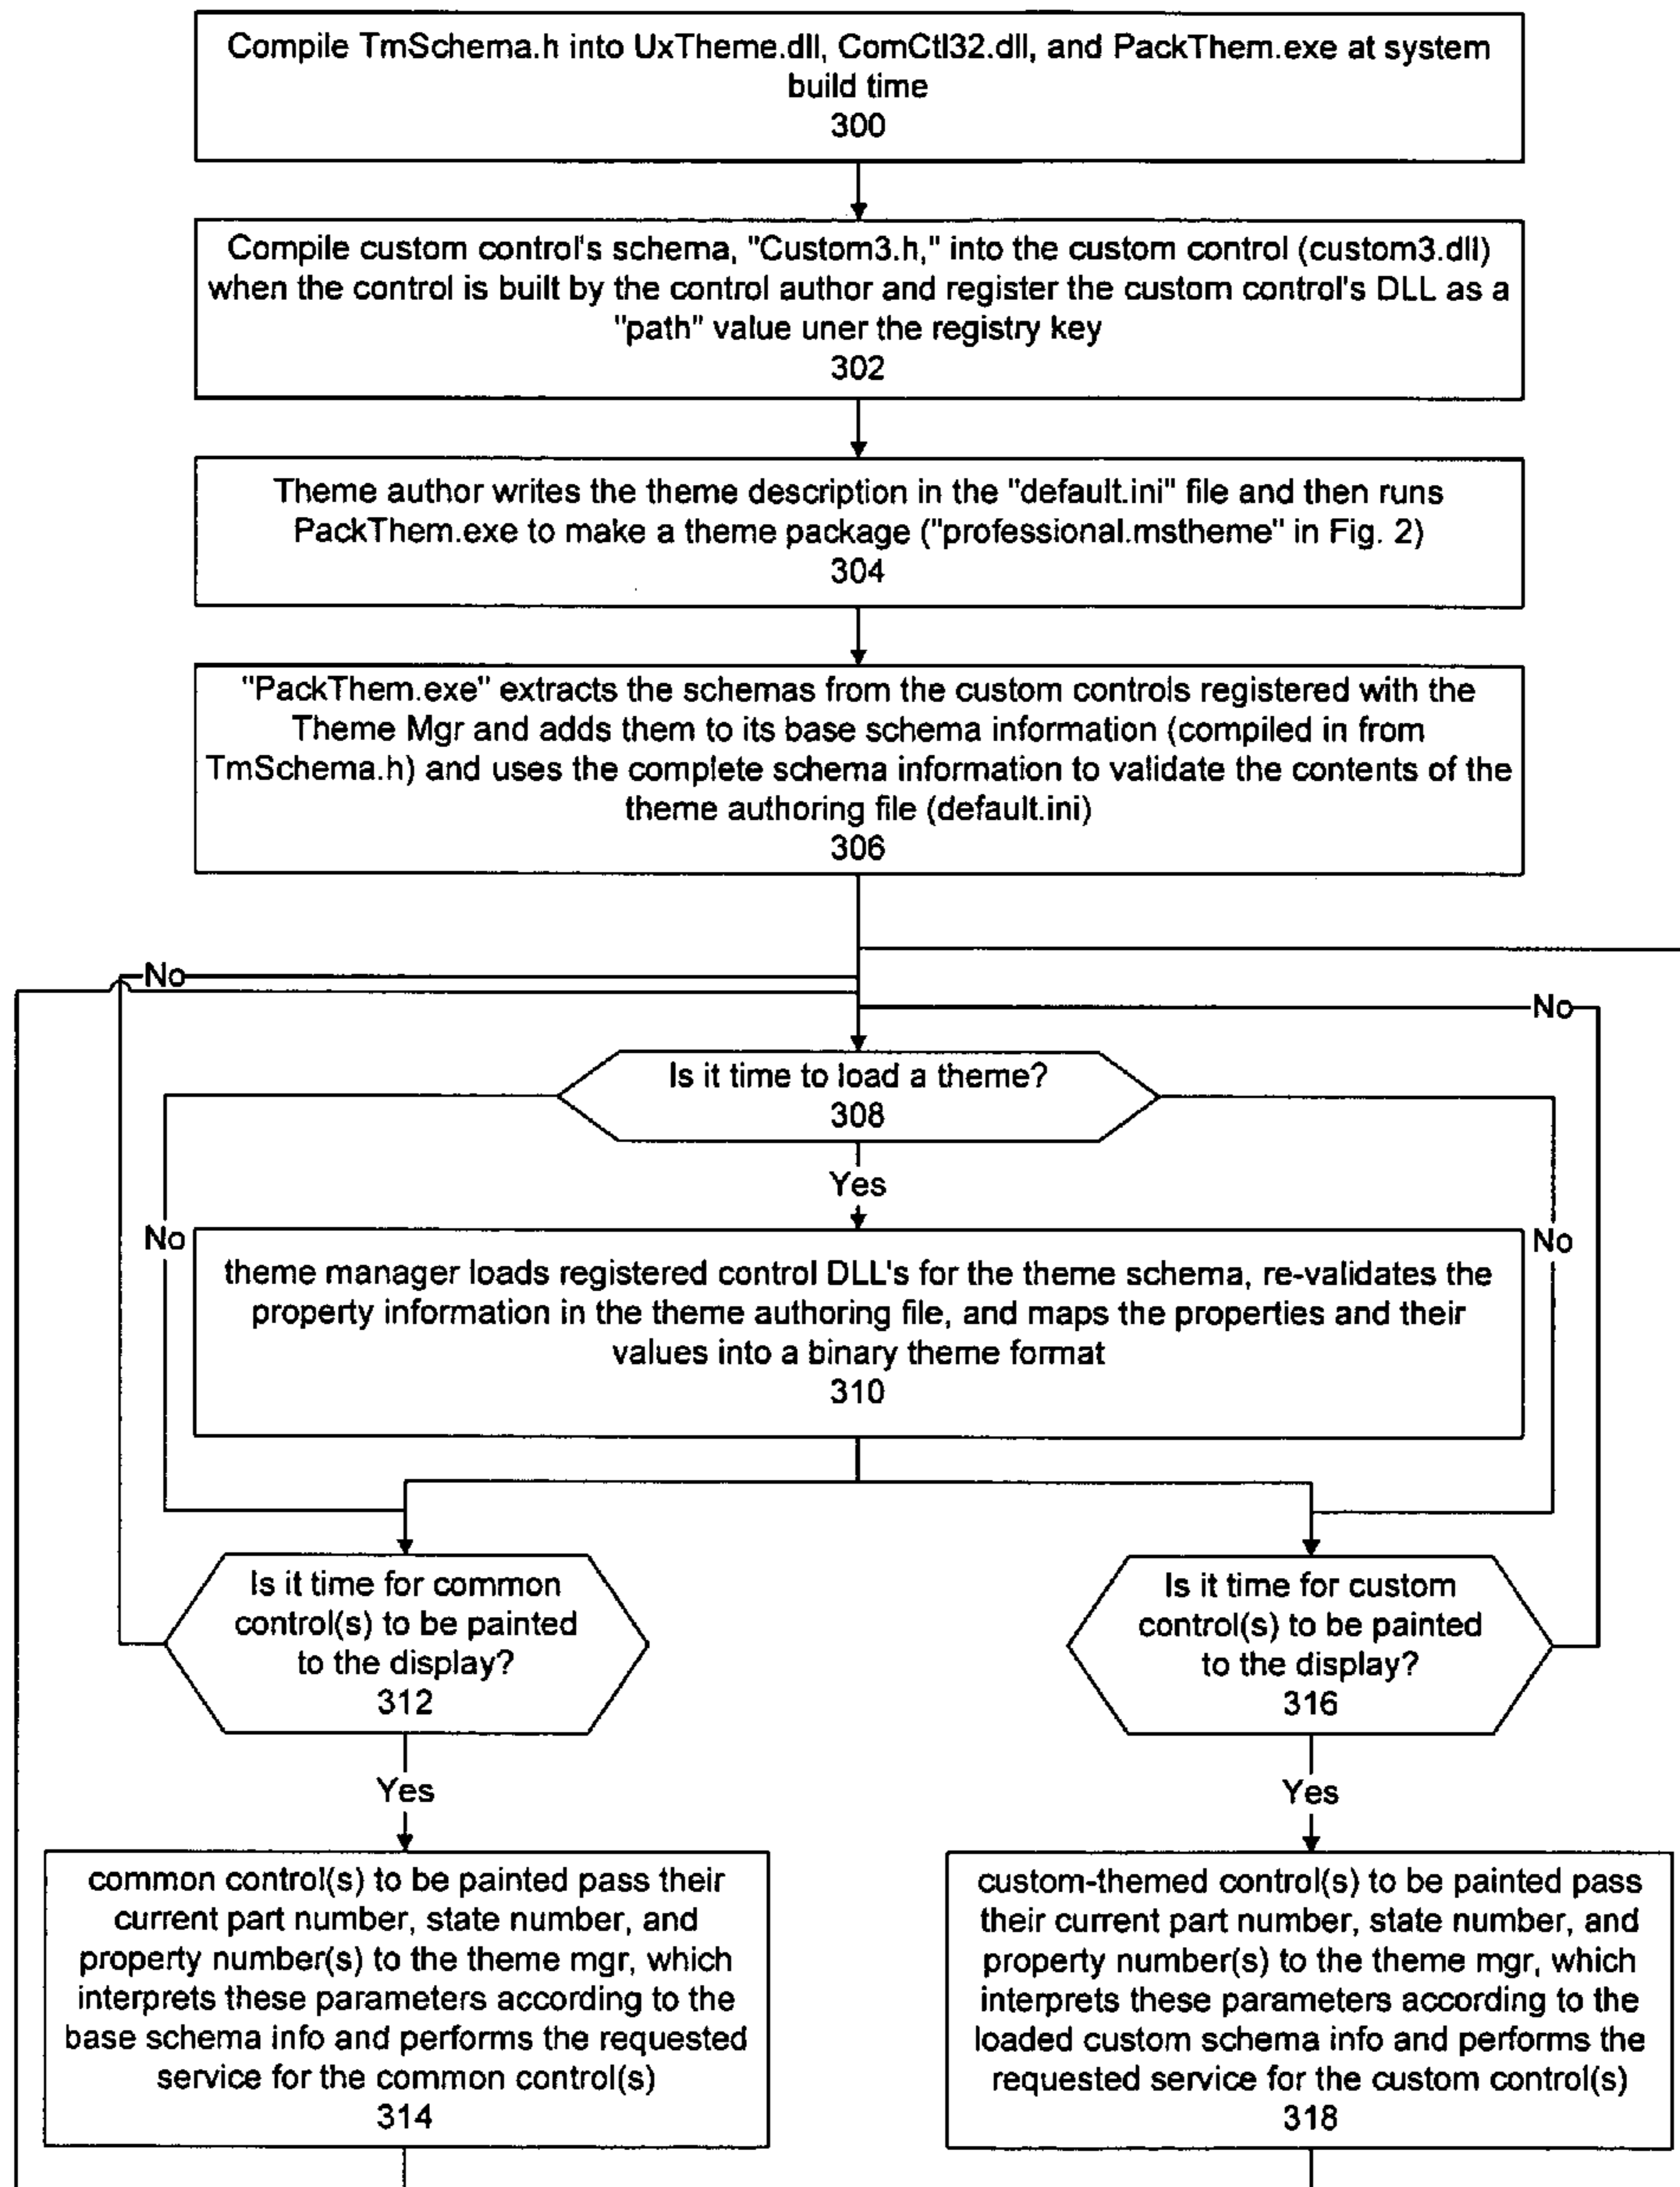 Compile TmSchema.h into UxTheme.dll, ComCtl32.dll, and PackThem.exe at system
build time
300
Compile custom control's schema, "Custom3.h," into the custom control (custom3.dll)
when the control is built by the control author and register the custom control's DLL as a
"path" value uner the registry key
302
Theme author writes the theme description in the "default.ini" file and then runs
PackThem.exe to make a theme package ("professional.mstheme" in Fig. 2)
304
"PackThem.exe" extracts the schemas from the custom controls registered with the
Theme Mgr and adds them to its base schema information (compiled in from
TmSchema.h) and uses the complete schema information to validate the contents of the
theme authoring file (default.ini)
306
No
No
Is it time to load a theme?
308
Yes
No
No
theme manager loads registered control DLL's for the theme schema, re-validates the
property information in the theme authoring file, and maps the properties and their
values into a binary theme format
310
Is it time for common
control(s) to be painted
to the display?
312
Is it time for custom
control(s) to be painted
to the display?
316
Yes
Yes
common control(s) to be painted pass their
current part number, state number, and
property number(s) to the theme mgr, which
interprets these parameters according to the
base schema info and performs the requested
service for the common control(s)
314
custom-themed control(s) to be painted pass
their current part number, state number, and
property number(s) to the theme mgr, which
interprets these parameters according to the
loaded custom schema info and performs the
requested service for the custom control(s)
318